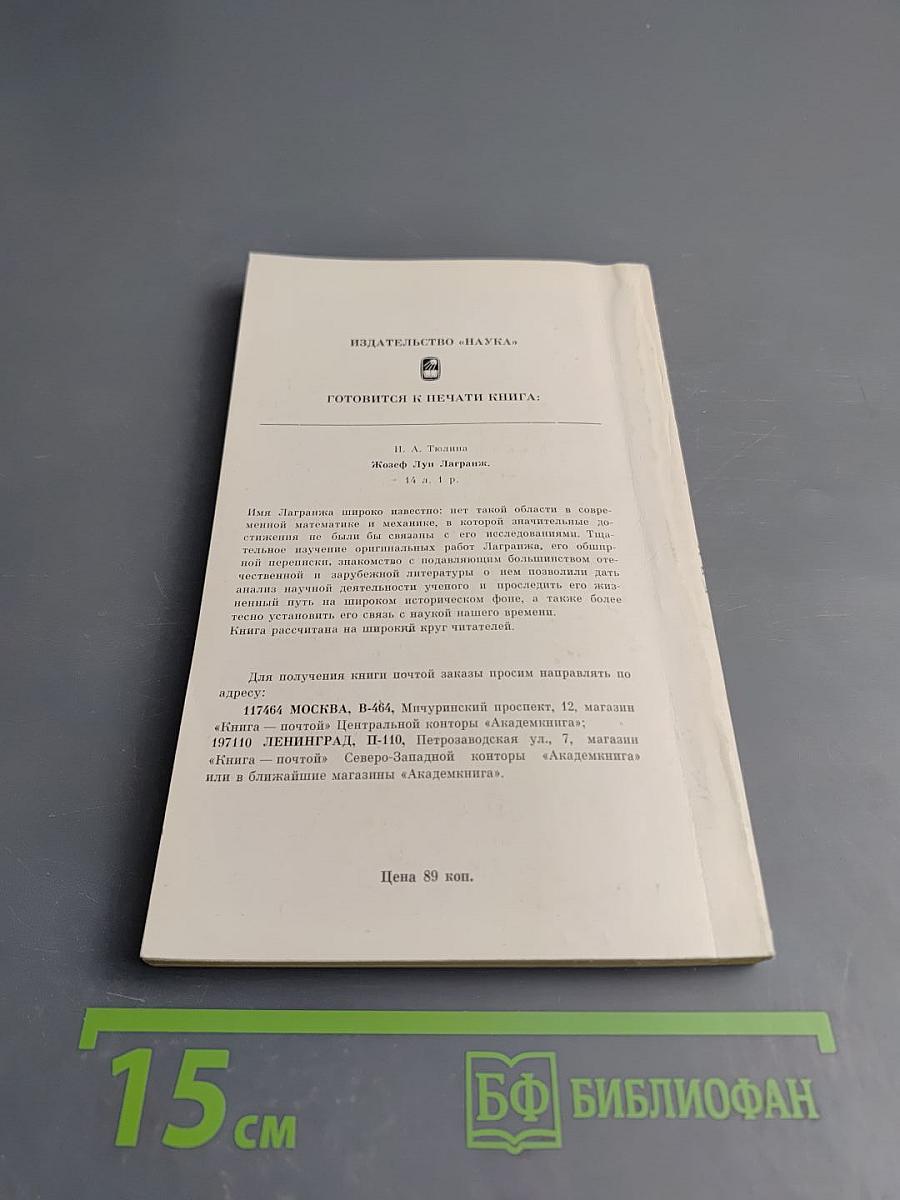 ИЗДАТЕЛЬСТВО «НАУКА»
ГОТОВИТСЯ К ПЕЧАТИ КНИГА:
И. А. Тюлина
Жозеф Луи Лагранж.
14 л. 1 р.
Имя Лагранжа широко известно: нет такой области в совре-
менной математике и механике, в которой значительные до-
стижения не были бы связаны с его исследованиями. Тща-
тельное изучение оригинальных работ Лагранжа, его обшир-
ной переписки, знакомство с подавляющим большинством оте-
чественной и зарубежной литературы о нем позволили дать
анализ научной деятельности ученого и проследить его жиз-
ненный путь на широком историческом фоне, а также более
тесно установить его связь с наукой нашего времени.
Книга рассчитана на широкий круг читателей.
Для получения книги почтой заказы просим направлять по
адресу:
117464 МОСКВА, В-464, Мичуринский проспект, 12, магазин
«Книга — почтой» Центральной конторы «Академкнига»;
197110 ЛЕНИНГРАД, П-110, Петрозаводская ул., 7, магазин
«Книга — почтой» Северо-Западной конторы «Академкнига»
или в ближайшие магазины «Академкнига».
Цена 89 коп.
15 см
БФ БИБЛИОФАН